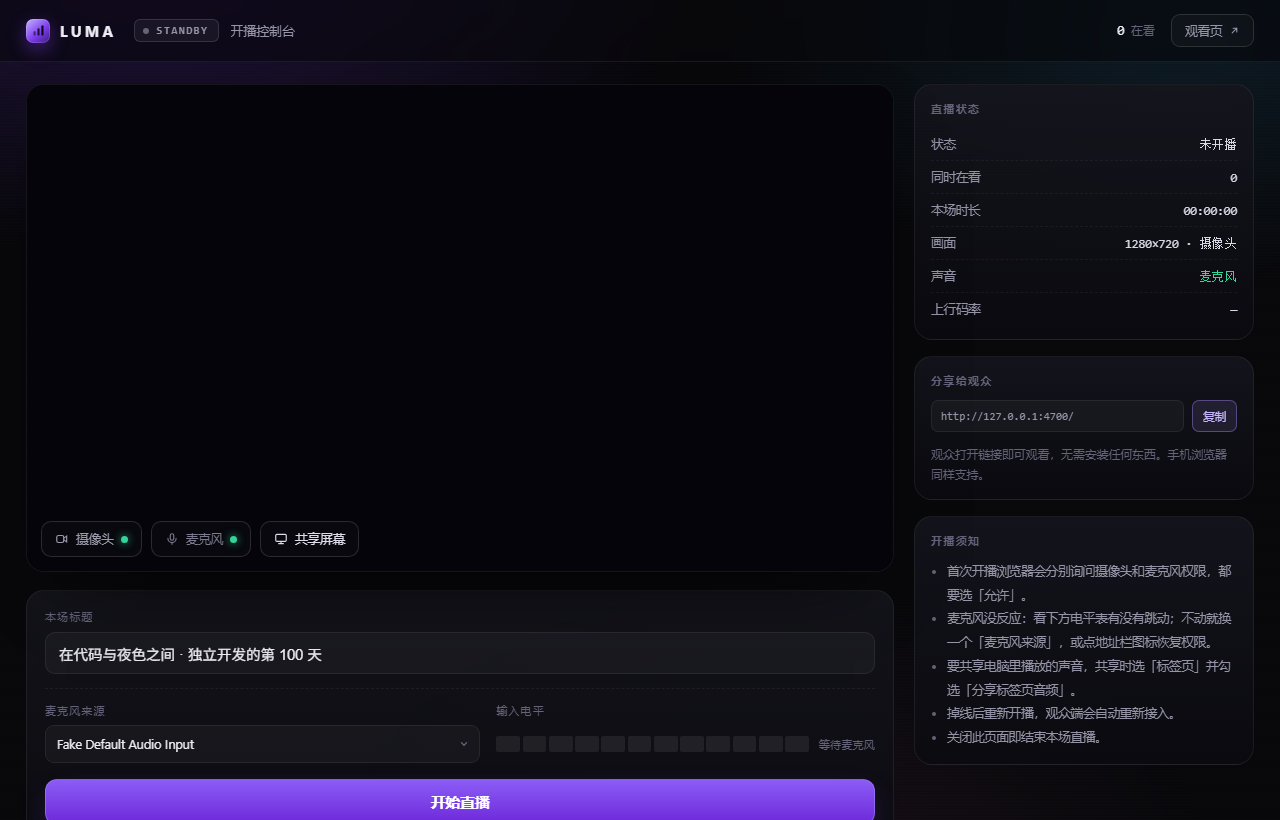 LUMA
STANDBY
开播控制台
0 在看
观看页 ↗
摄像头
麦克风
共享屏幕
本场标题
在代码与夜色之间 · 独立开发的第 100 天
麦克风来源
Fake Default Audio Input
输入电平
等待麦克风
开始直播
直播状态
状态 未开播
同时在看 0
本场时长 00:00:00
画面 1280×720 · 摄像头
声音 麦克风
上行码率 —
分享给观众
http://127.0.0.1:4700/
复制
观众打开链接即可观看，无需安装任何东西。手机浏览器
同样支持。
开播须知
首次开播浏览器会分别询问摄像头和麦克风权限，都
要选「允许」。
麦克风没反应：看下方电平表有没有跳动；不动就换
一个「麦克风来源」，或点地址栏图标恢复权限。
要共享电脑里播放的声音，共享时选「标签页」并勾
选「分享标签页音频」。
掉线后重新开播，观众端会自动重新接入。
关闭此页面即结束本场直播。